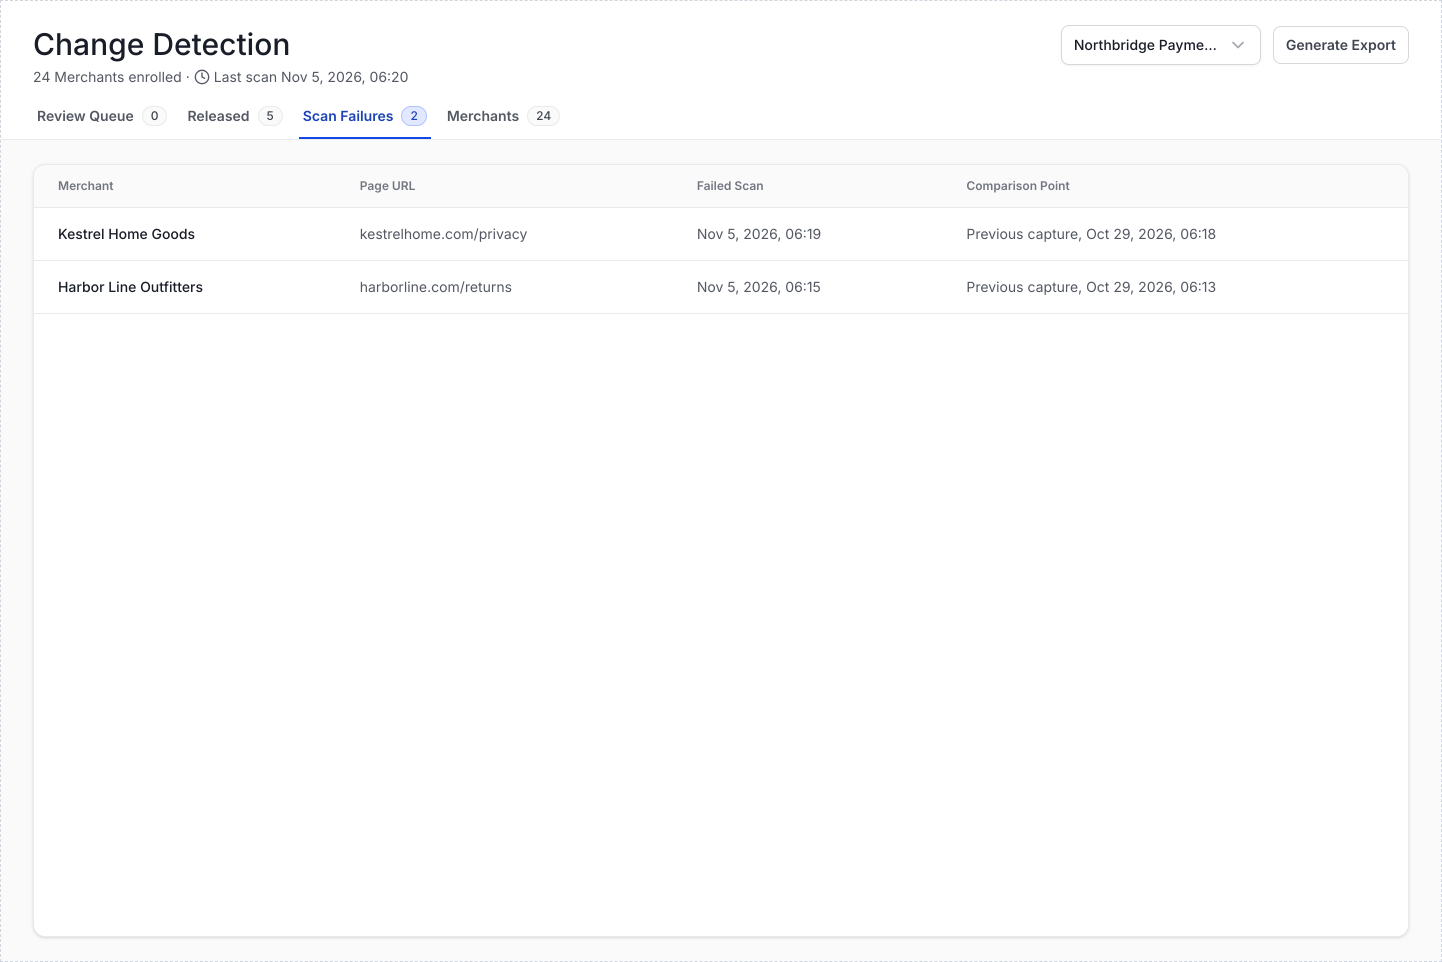 Change Detection
Northbridge Payme...
Generate Export
24 Merchants enrolled · Last scan Nov 5, 2026, 06:20
Review Queue 0 Released 5 Scan Failures 2 Merchants 24
Merchant Page URL Failed Scan Comparison Point
Kestrel Home Goods kestrelhome.com/privacy Nov 5, 2026, 06:19 Previous capture, Oct 29, 2026, 06:18
Harbor Line Outfitters harborline.com/returns Nov 5, 2026, 06:15 Previous capture, Oct 29, 2026, 06:13